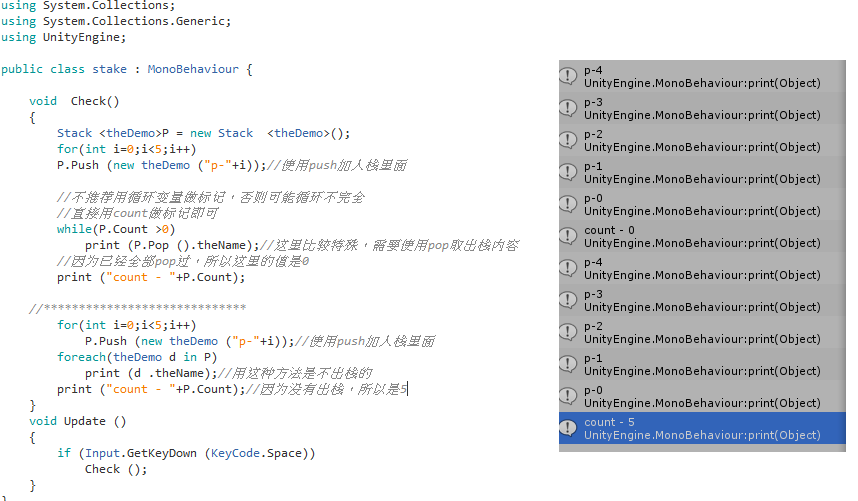 using System.Collections;
using System.Collections.Generic;
using UnityEngine;
public class stake : MonoBehaviour {
void  Check()
{
Stack <theDemo>P = new Stack  <theDemo>();
for(int i=0;i<5;i++)
P.Push (new theDemo ("p-"+i));//使用push加人栈里面
//不推荐用循环变量做标记，否则可能循环不完全
//直接用count做标记即可
while(P.Count >0)
print (P.Pop ().theName);//这里比较特殊，需要使用pop取出栈内容
//因为已经全部pop过，所以这里的值是0
print ("count - "+P.Count);
//****************************
for(int i=0;i<5;i++)
P.Push (new theDemo ("p-"+i));//使用push加人栈里面
foreach(theDemo d in P)
print (d .theName);//用这种方法是不出栈的
print ("count - "+P.Count);//因为没有出栈，所以是5
}
void Update ()
{
if (Input.GetKeyDown (KeyCode.Space))
Check ();
}
}
p-4
UnityEngine.MonoBehaviour:print(Object)
p-3
UnityEngine.MonoBehaviour:print(Object)
p-2
UnityEngine.MonoBehaviour:print(Object)
p-1
UnityEngine.MonoBehaviour:print(Object)
p-0
UnityEngine.MonoBehaviour:print(Object)
count - 0
UnityEngine.MonoBehaviour:print(Object)
p-4
UnityEngine.MonoBehaviour:print(Object)
p-3
UnityEngine.MonoBehaviour:print(Object)
p-2
UnityEngine.MonoBehaviour:print(Object)
p-1
UnityEngine.MonoBehaviour:print(Object)
p-0
UnityEngine.MonoBehaviour:print(Object)
count - 5
UnityEngine.MonoBehaviour:print(Object)